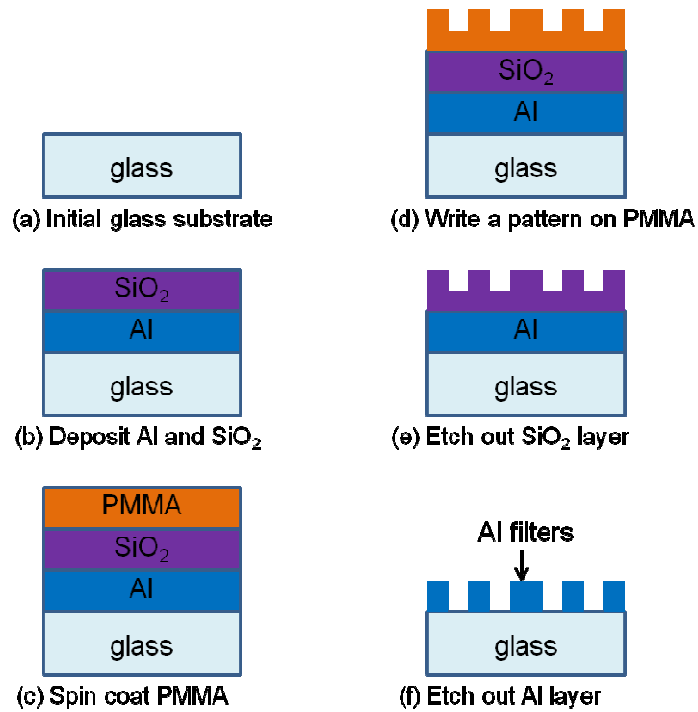 glass
(a) Initial glass substrate
SiO₂
Al
glass
(b) Deposit Al and SiO₂
PMMA
SiO₂
Al
glass
(c) Spin coat PMMA
SiO₂
Al
glass
(d) Write a pattern on PMMA
Al
glass
(e) Etch out SiO₂ layer
Al filters
glass
(f) Etch out Al layer